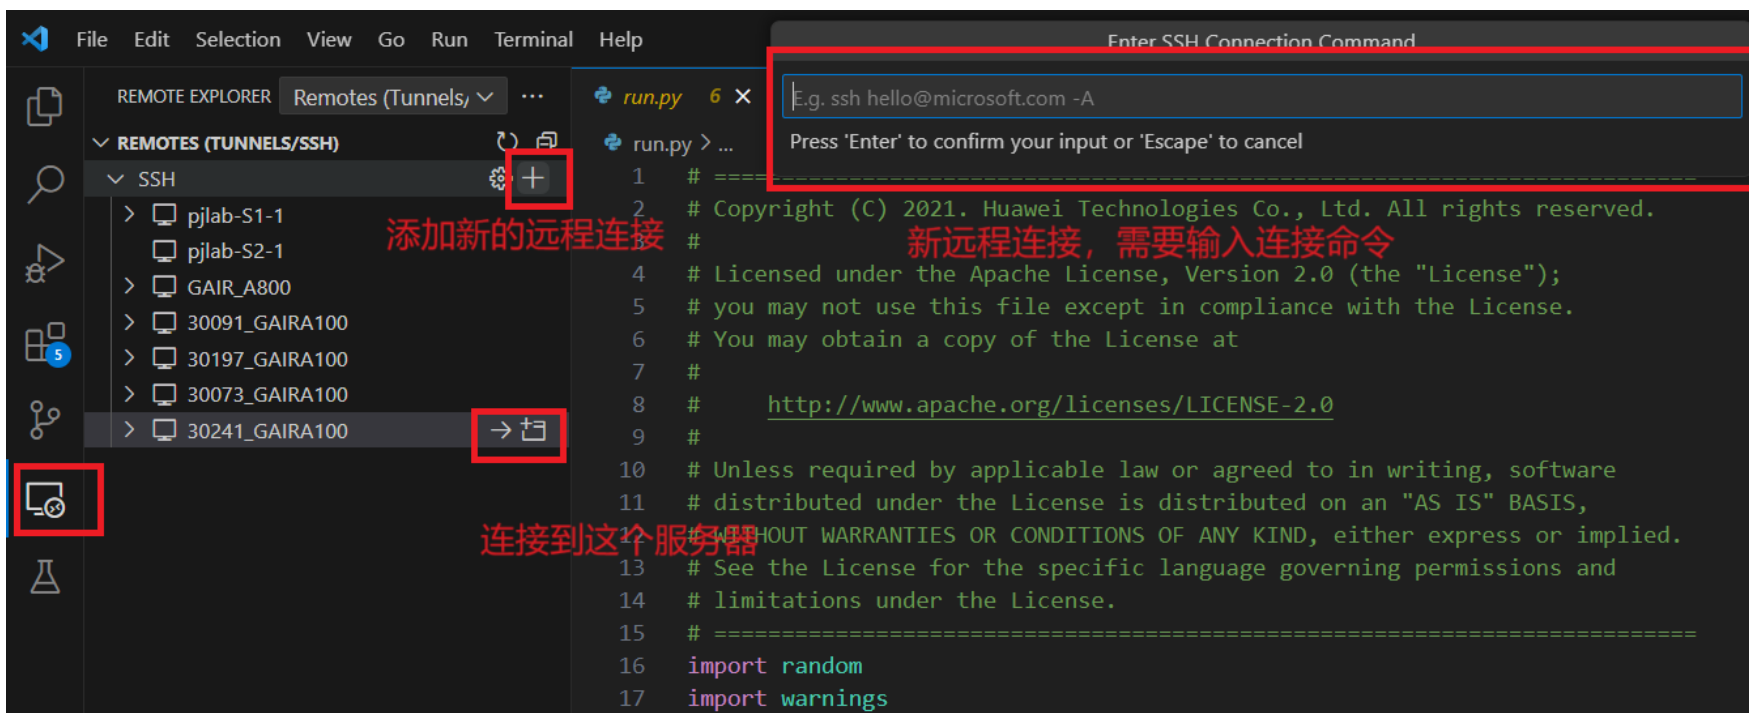 File Edit Selection View Go Run Terminal Help
Enter SSH Connection Command
E.g. ssh hello@microsoft.com -A
Press 'Enter' to confirm your input or 'Escape' to cancel
REMOTE EXPLORER Remotes (Tunnels/ ...
REMOTES (TUNNELS/SSH)
SSH
pjlab-S1-1
pjlab-S2-1
GAIR_A800
30091_GAIRA100
30197_GAIRA100
30073_GAIRA100
30241_GAIRA100
5
添加新的远程连接
连接到这个服务器
新远程连接，需要输入连接命令
run.py 6
run.py > ...
1 # =========================================================================
2 # Copyright (C) 2021. Huawei Technologies Co., Ltd. All rights reserved.
3 #
4 # Licensed under the Apache License, Version 2.0 (the "License");
5 # you may not use this file except in compliance with the License.
6 # You may obtain a copy of the License at
7 #
8 # http://www.apache.org/licenses/LICENSE-2.0
9 #
10 # Unless required by applicable law or agreed to in writing, software
11 # distributed under the License is distributed on an "AS IS" BASIS,
12 # WITHOUT WARRANTIES OR CONDITIONS OF ANY KIND, either express or implied.
13 # See the License for the specific language governing permissions and
14 # limitations under the License.
15 # =========================================================================
16 import random
17 import warnings